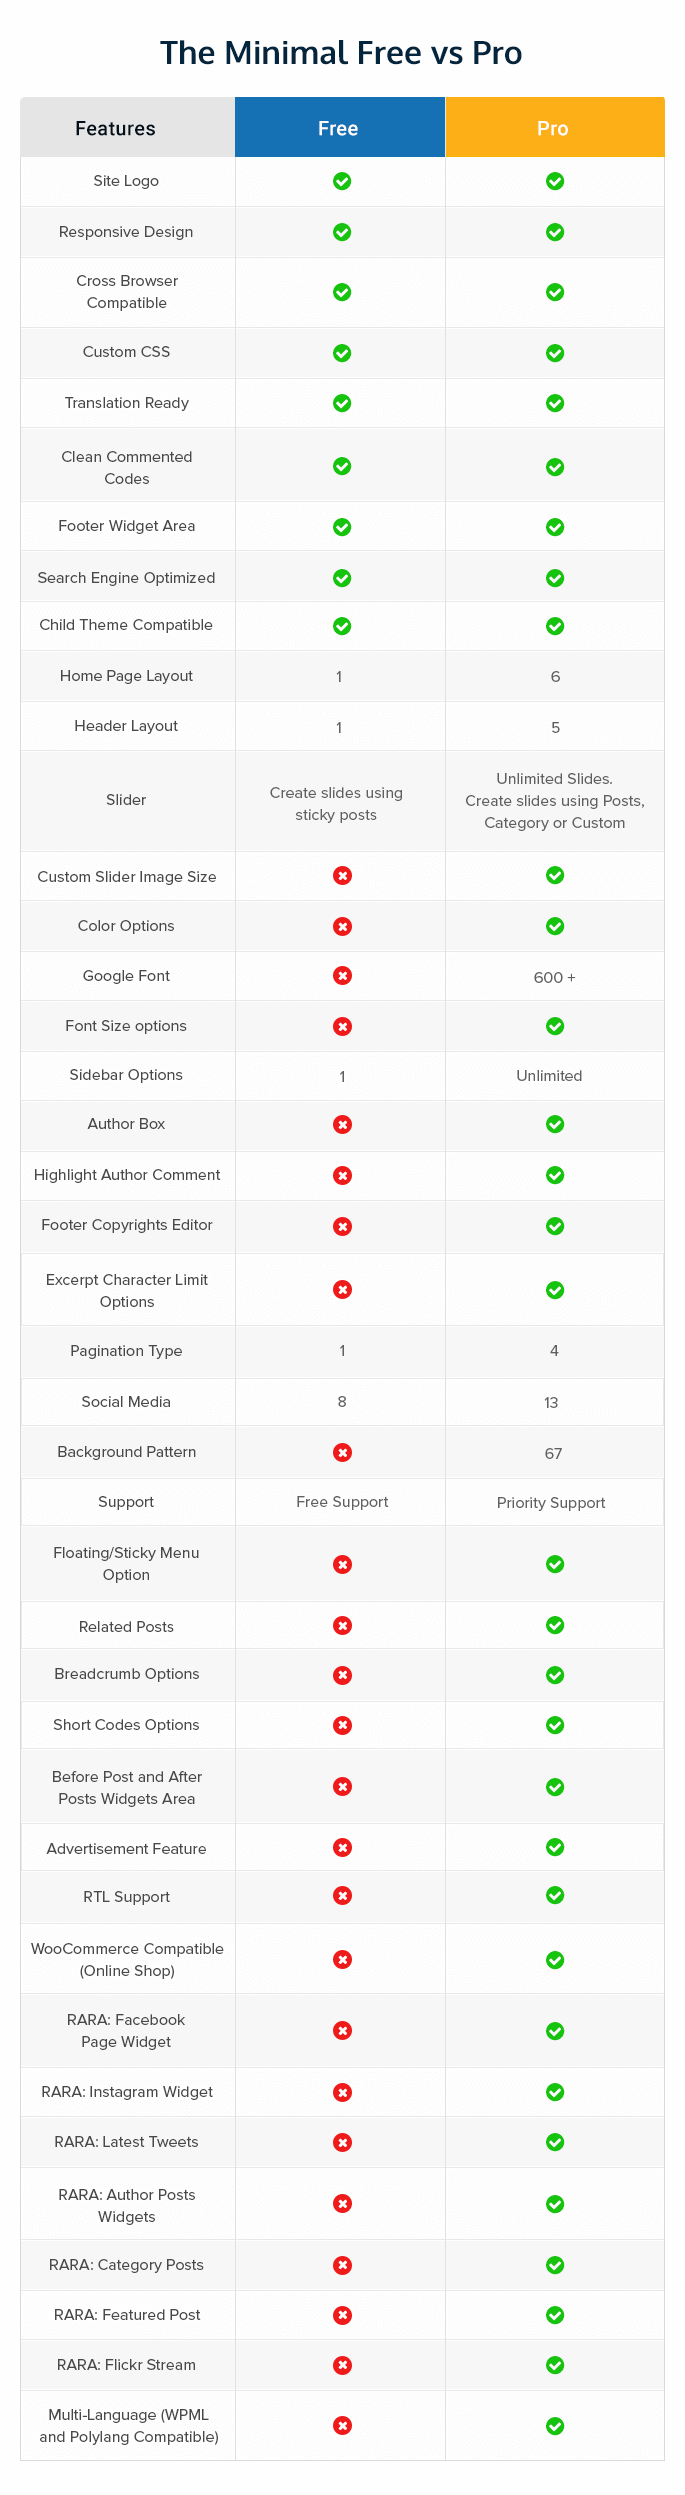 The Minimal Free vs Pro
Features Free Pro
Site Logo
Responsive Design
Cross Browser
Compatible
Custom CSS
Translation Ready
Clean Commented
Codes
Footer Widget Area
Search Engine Optimized
Child Theme Compatible
Home Page Layout 1 6
Header Layout 1 5
Slider
Create slides using
sticky posts
Unlimited Slides.
Create slides using Posts,
Category or Custom
Custom Slider Image Size
Color Options
Google Font 600 +
Font Size options
Sidebar Options 1 Unlimited
Author Box
Highlight Author Comment
Footer Copyrights Editor
Excerpt Character Limit
Options
Pagination Type 1 4
Social Media 8 13
Background Pattern 67
Support Free Support Priority Support
Floating/Sticky Menu
Option
Related Posts
Breadcrumb Options
Short Codes Options
Before Post and After
Posts Widgets Area
Advertisement Feature
RTL Support
WooCommerce Compatible
(Online Shop)
RARA: Facebook
Page Widget
RARA: Instagram Widget
RARA: Latest Tweets
RARA: Author Posts
Widgets
RARA: Category Posts
RARA: Featured Post
RARA: Flickr Stream
Multi-Language (WPML
and Polylang Compatible)